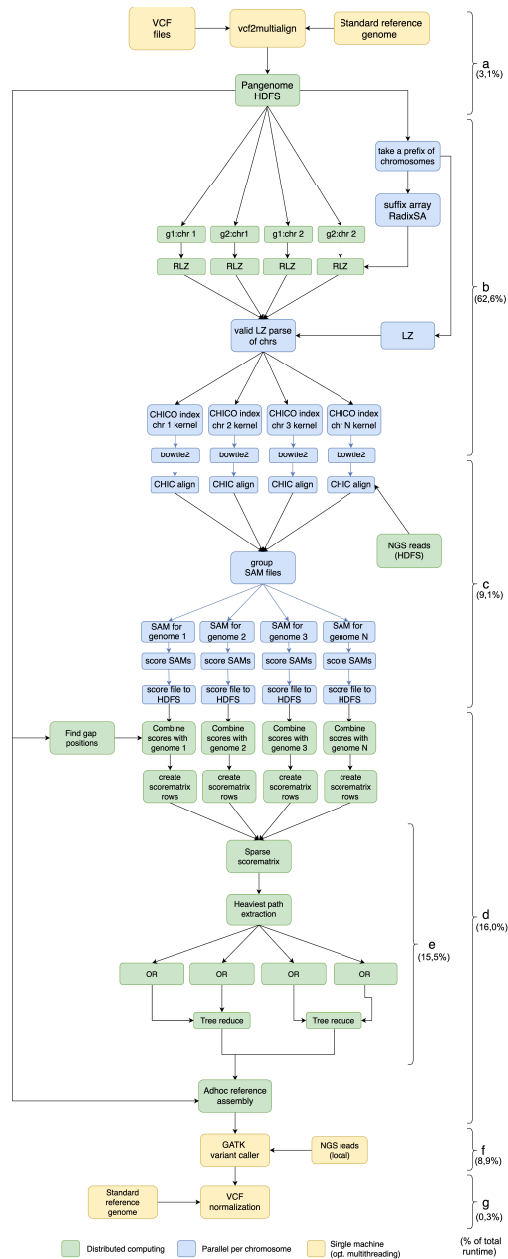 VCF
files
vcf2multialign
Standard reference
genome
a
(3,1%)
Pangenome
HDFS
take a prefix of
chromosomes
suffix array
RadixSA
g1:chr 1
g2:chr1
g1:chr 2
g2:chr 2
RLZ
RLZ
RLZ
RLZ
b
(62,6%)
valid LZ parse
of chrs
LZ
CHICO index
chr 1 kernel
CHICO index
chr 2 kernel
CHICO index
chr 3 kernel
CHICO index
chr N kernel
bowtie2
bowtie2
bowtie2
bowtie2
CHIC align
CHIC align
CHIC align
CHIC align
NGS reads
(HDFS)
group
SAM files
c
(9,1%)
SAM for
genome 1
SAM for
genome 2
SAM for
genome 3
SAM for
genome N
score SAMs
score SAMs
score SAMs
score SAMs
score file to
HDFS
score file to
HDFS
score file to
HDFS
score file to
HDFS
Find gap
positions
Combine
scores with
genome 1
Combine
scores with
genome 2
Combine
scores with
genome 3
Combine
scores with
genome N
create
scorematrix
rows
create
scorematrix
rows
create
scorematrix
rows
create
scorematrix
rows
Sparse
scorematrix
Heaviest path
extraction
d
(16,0%)
e
(15,5%)
OR
OR
OR
OR
Tree reduce
Tree reduce
Adhoc reference
assembly
GATK
variant caller
NGS reads
(local)
f
(8,9%)
Standard
reference
genome
VCF
normalization
g
(0,3%)
Distributed computing
Parallel per chromosome
Single machine
(opt. multithreading)
(% of total
runtime)